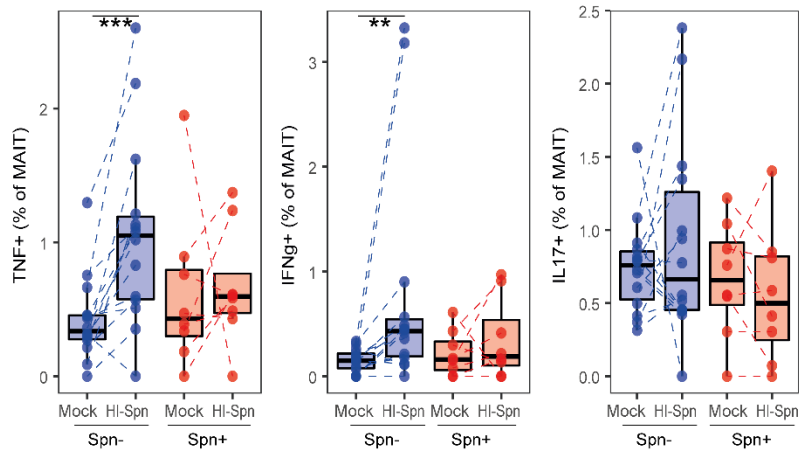 TNF+ (% of MAIT)
2
1
0
***
Mock HI-Spn Mock HI-Spn
Spn- Spn+
IFNg+ (% of MAIT)
3
2
1
0
**
Mock HI-Spn Mock HI-Spn
Spn- Spn+
IL17+ (% of MAIT)
2.5
2.0
1.5
1.0
0.5
0
Mock HI-Spn Mock HI-Spn
Spn- Spn+